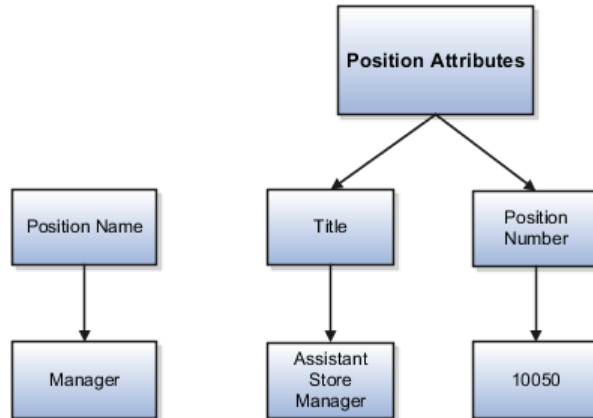 Position Attributes
Position Name
Title
Position
Number
Manager
Assistant
Store
Manager
10050